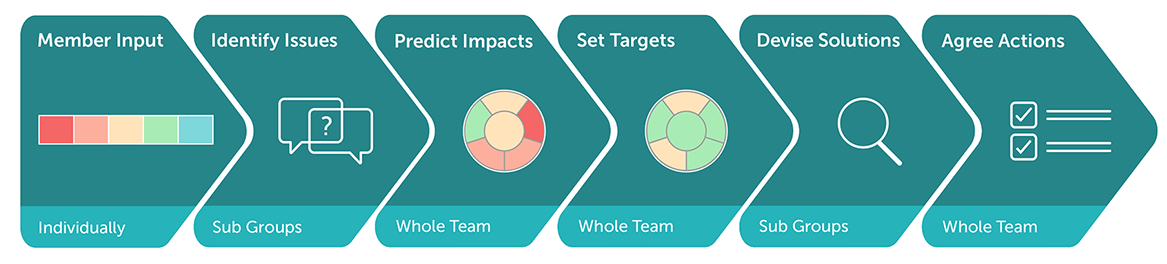 Member Input
Identify Issues
Predict Impacts
Set Targets
Devise Solutions
Agree Actions
?
Individually
Sub Groups
Whole Team
Whole Team
Sub Groups
Whole Team